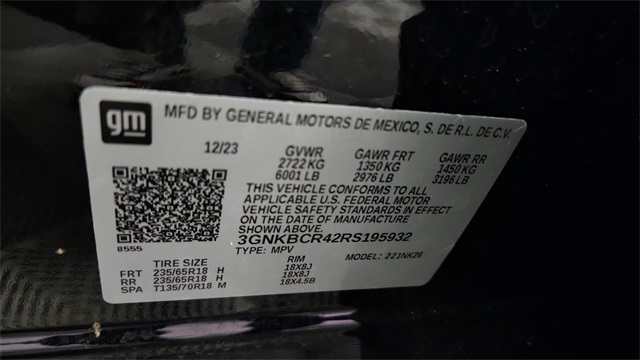 gm MFD BY GENERAL MOTORS DE MEXICO, S. DE R.L. DE C.V.
12/23 GVWR GAWR FRT GAWR RR
2722 KG 1350 KG 1450 KG
6001 LB 2976 LB 3196 LB
THIS VEHICLE CONFORMS TO ALL
APPLICABLE U.S. FEDERAL MOTOR
VEHICLE SAFETY STANDARDS IN EFFECT
ON THE DATE OF MANUFACTURE
SHOWN ABOVE.
8555 3GNKBCR42RS195932
TYPE: MPV MODEL: 221NK26
TIRE SIZE RIM
FRT 235/65R18 H 18X8J
RR 235/65R18 H 18X8J
SPA T135/70R18 M 18X4.5B